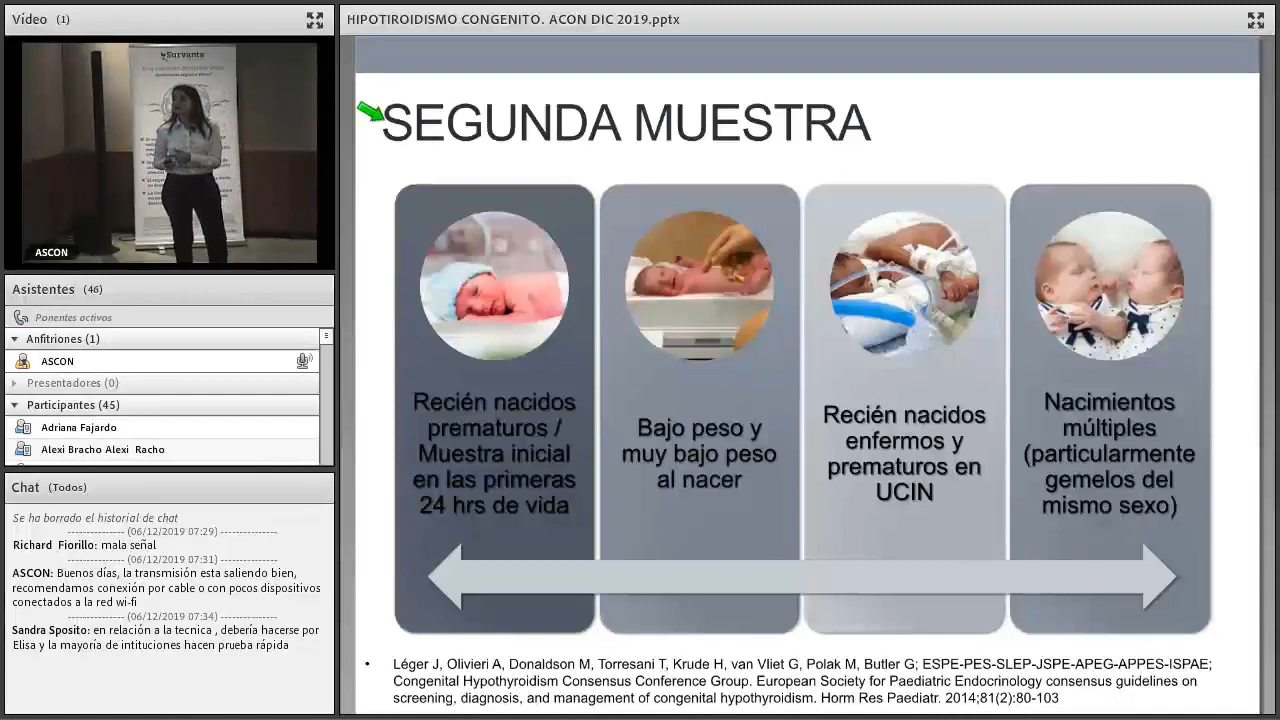 Vídeo (1)
Survanta
ASCON
Asistentes (46)
Ponentes activos
Anfitriones (1)
ASCON
Presentadores (0)
Participantes (45)
Adriana Fajardo
Alexi Bracho Alexi Racho
Chat (Todos)
Se ha borrado el historial de chat
--------------- (06/12/2019 07:29) ---------------
Richard Fiorillo: mala señal
--------------- (06/12/2019 07:31) ---------------
ASCON: Buenos días, la transmisión esta saliendo bien,
recomendamos conexión por cable o con pocos dispositivos
conectados a la red wi-fi
--------------- (06/12/2019 07:34) ---------------
Sandra Sposito: en relación a la tecnica , debería hacerse por
Elisa y la mayoría de intituciones hacen prueba rápida
HIPOTIROIDISMO CONGENITO. ACON DIC 2019.pptx
SEGUNDA MUESTRA
Recién nacidos
prematuros /
Muestra inicial
en las primeras
24 hrs de vida
Bajo peso y
muy bajo peso
al nacer
Recién nacidos
enfermos y
prematuros en
UCIN
Nacimientos
múltiples
(particularmente
gemelos del
mismo sexo)
• Léger J, Olivieri A, Donaldson M, Torresani T, Krude H, van Vliet G, Polak M, Butler G; ESPE-PES-SLEP-JSPE-APEG-APPES-ISPAE;
Congenital Hypothyroidism Consensus Conference Group. European Society for Paediatric Endocrinology consensus guidelines on
screening, diagnosis, and management of congenital hypothyroidism. Horm Res Paediatr. 2014;81(2):80-103